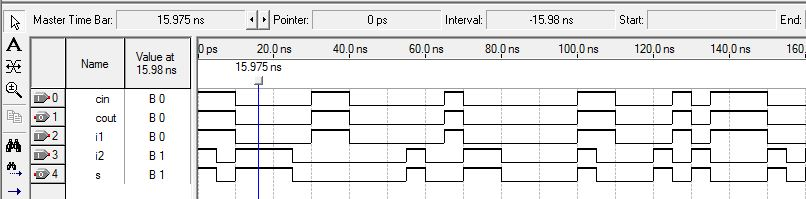 Master Time Bar: 15.975 ns Pointer: 0 ps Interval: -15.98 ns Start: End:
A
Name Value at 15.98 ns 0 ps 20.0 ns 40.0 ns 60.0 ns 80.0 ns 100.0 ns 120.0 ns 140.0 ns 160.
15.975 ns
0 cin B 0
1 cout B 0
2 i1 B 0
3 i2 B 1
4 s B 1